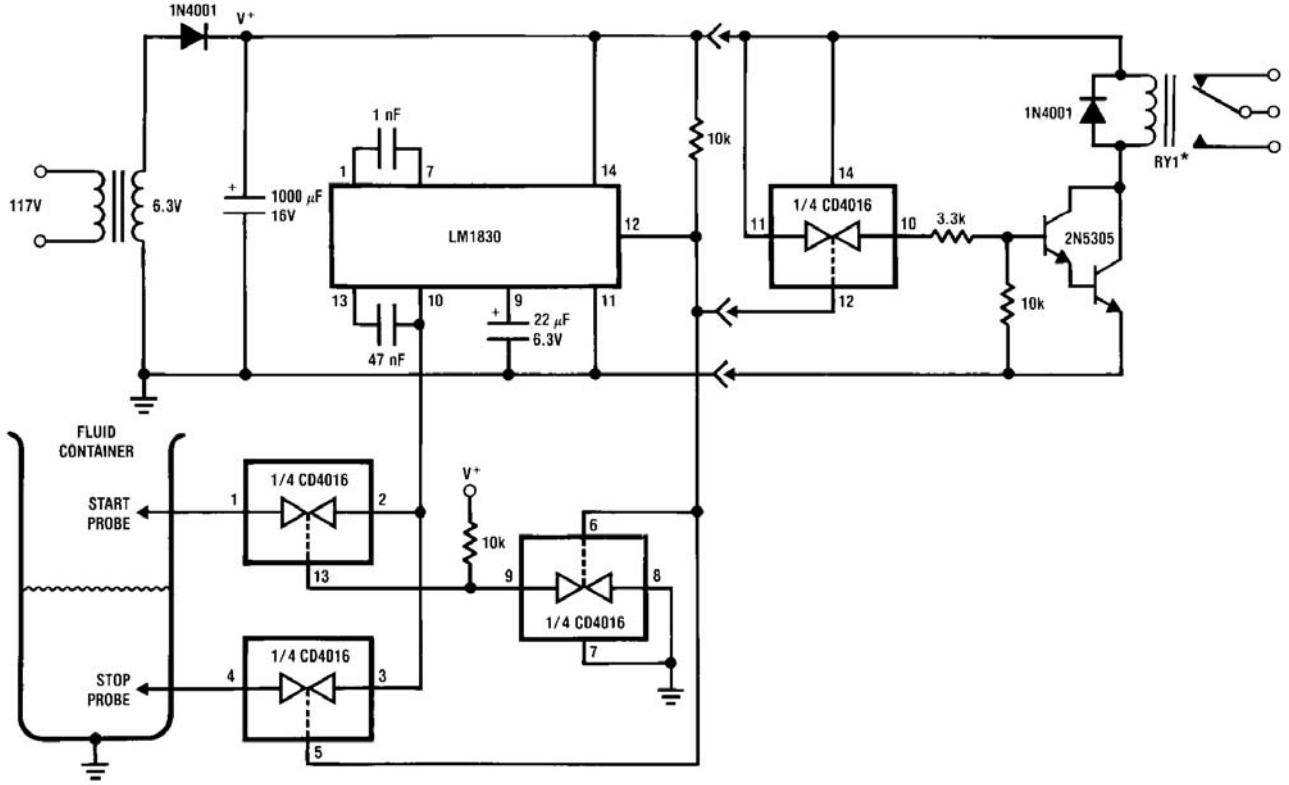 1N4001
V+
1 nF
1
7
14
10k
1N4001
RY1*
117V
6.3V
+
1000 μF
16V
LM1830
12
14
1/4 CD4016
11
10
3.3k
2N5305
12
10k
13
10
9
11
47 nF
+
22 μF
6.3V
FLUID
CONTAINER
START
PROBE
1/4 CD4016
1
2
13
V+
10k
6
9
8
1/4 CD4016
7
STOP
PROBE
1/4 CD4016
4
3
5